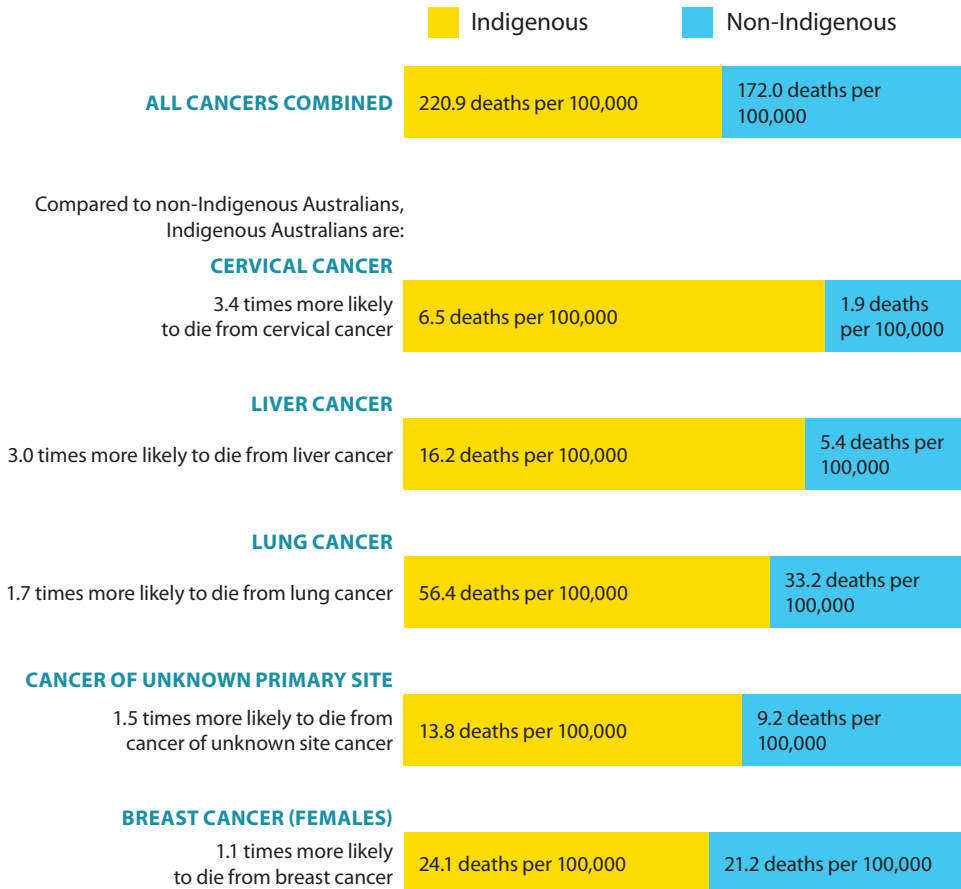 Indigenous
Non-Indigenous
ALL CANCERS COMBINED
220.9 deaths per 100,000
172.0 deaths per
100,000
Compared to non-Indigenous Australians,
Indigenous Australians are:
CERVICAL CANCER
3.4 times more likely
to die from cervical cancer
6.5 deaths per 100,000
1.9 deaths
per 100,000
LIVER CANCER
3.0 times more likely to die from liver cancer
16.2 deaths per 100,000
5.4 deaths per
100,000
LUNG CANCER
1.7 times more likely to die from lung cancer
56.4 deaths per 100,000
33.2 deaths per
100,000
CANCER OF UNKNOWN PRIMARY SITE
1.5 times more likely to die from
cancer of unknown site cancer
13.8 deaths per 100,000
9.2 deaths per
100,000
BREAST CANCER (FEMALES)
1.1 times more likely
to die from breast cancer
24.1 deaths per 100,000
21.2 deaths per 100,000